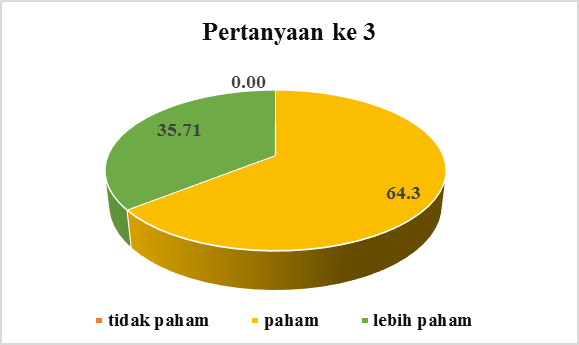 Pertanyaan ke 3
0.00
35.71
64.3
tidak paham paham lebih paham